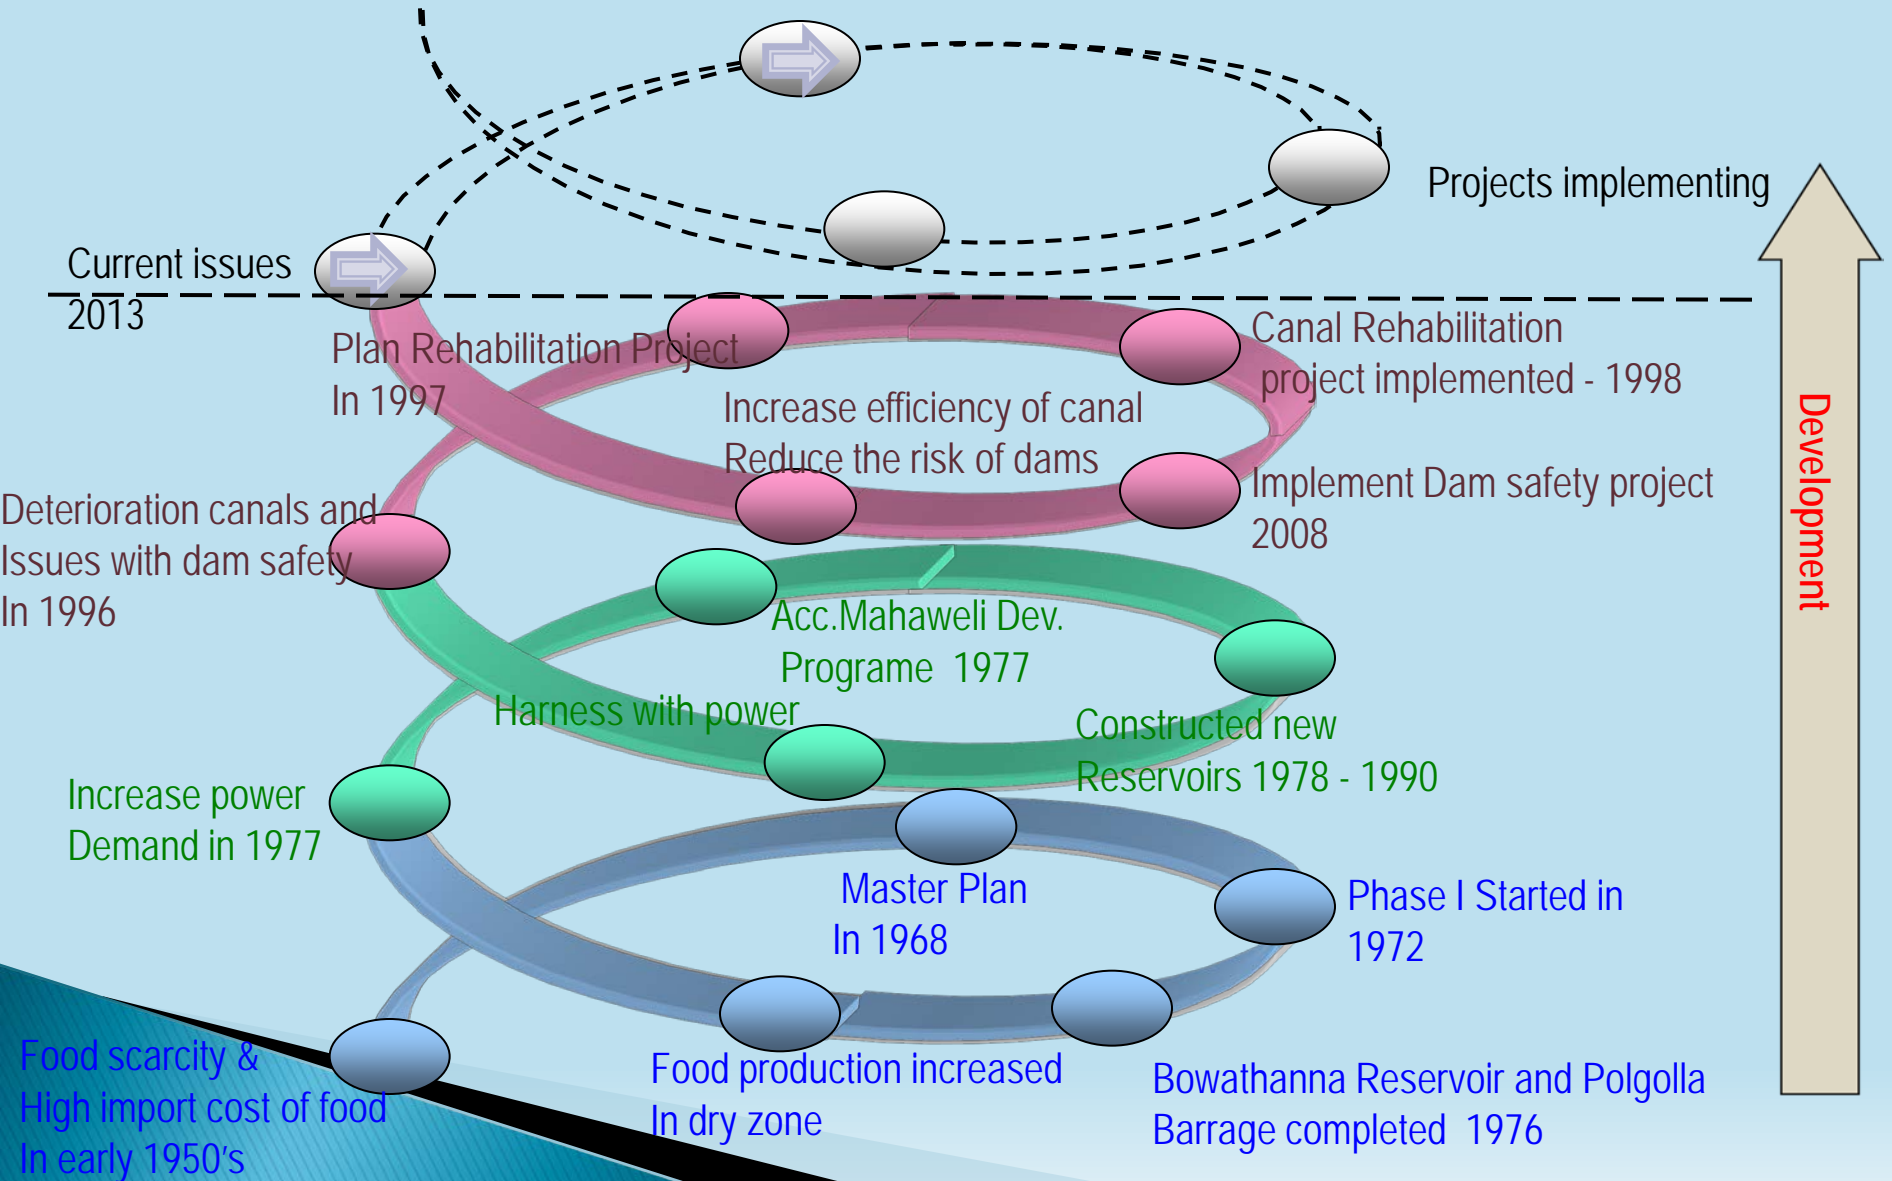 Projects implementing
Current issues
2013
Plan Rehabilitation Project
In 1997
Canal Rehabilitation
project implemented - 1998
Increase efficiency of canal
Reduce the risk of dams
Implement Dam safety project
2008
Deterioration canals and
Issues with dam safety
In 1996
Development
Acc.Mahaweli Dev.
Programe 1977
Harness with power
Constructed new
Reservoirs 1978 - 1990
Increase power
Demand in 1977
Master Plan
In 1968
Phase I Started in
1972
Food scarcity &
High import cost of food
In early 1950's
Food production increased
In dry zone
Bowathanna Reservoir and Polgolla
Barrage completed 1976